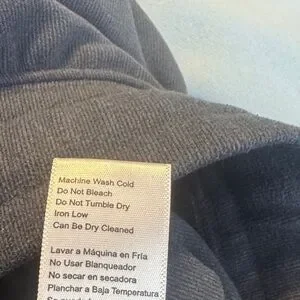 Machine Wash Cold
Do Not Bleach
Do Not Tumble Dry
Iron Low
Can Be Dry Cleaned
Lavar a Máquina en Fría
No Usar Blanqueador
No secar en secadora
Planchar a Baja Temperatura